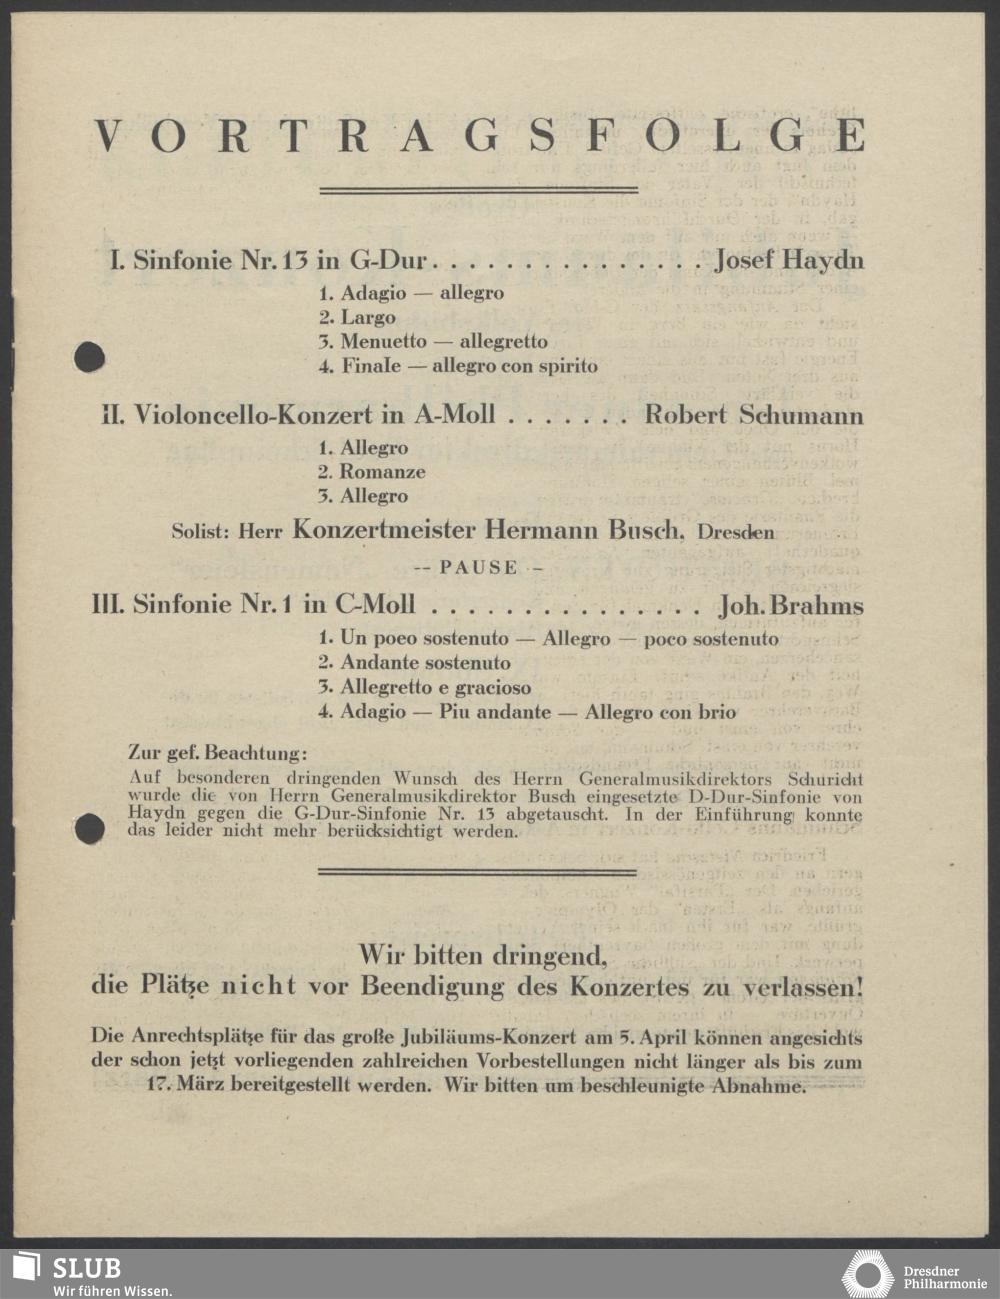 VORTRAGSFOLGE
I. Sinfonie Nr. 13 in G-Dur . . . . . . . . . . . . . . . Josef Haydn
1. Adagio — allegro
2. Largo
3. Menuetto — allegretto
4. Finale — allegro con spirito
II. Violoncello-Konzert in A-Moll . . . . . . . Robert Schumann
1. Allegro
2. Romanze
3. Allegro
Solist: Herr Konzertmeister Hermann Busch, Dresden
-- PAUSE –
III. Sinfonie Nr. 1 in C-Moll . . . . . . . . . . . . . . . Joh. Brahms
1. Un poeo sostenuto — Allegro — poco sostenuto
2. Andante sostenuto
3. Allegretto e gracioso
4. Adagio — Piu andante — Allegro con brio
Zur gef. Beachtung:
Auf besonderen dringenden Wunsch des Herrn Generalmusikdirektors Schuricht
wurde die von Herrn Generalmusikdirektor Busch eingesetzte D-Dur-Sinfonie von
Haydn gegen die G-Dur-Sinfonie Nr. 13 abgetauscht. In der Einführung konnte
das leider nicht mehr berücksichtigt werden.
Wir bitten dringend,
die Plätze nicht vor Beendigung des Konzertes zu verlassen!
Die Anrechtsplätze für das große Jubiläums-Konzert am 5. April können angesichts
der schon jetzt vorliegenden zahlreichen Vorbestellungen nicht länger als bis zum
17. März bereitgestellt werden. Wir bitten um beschleunigte Abnahme.
SLUB
Wir führen Wissen.
Dresdner
Philharmonie